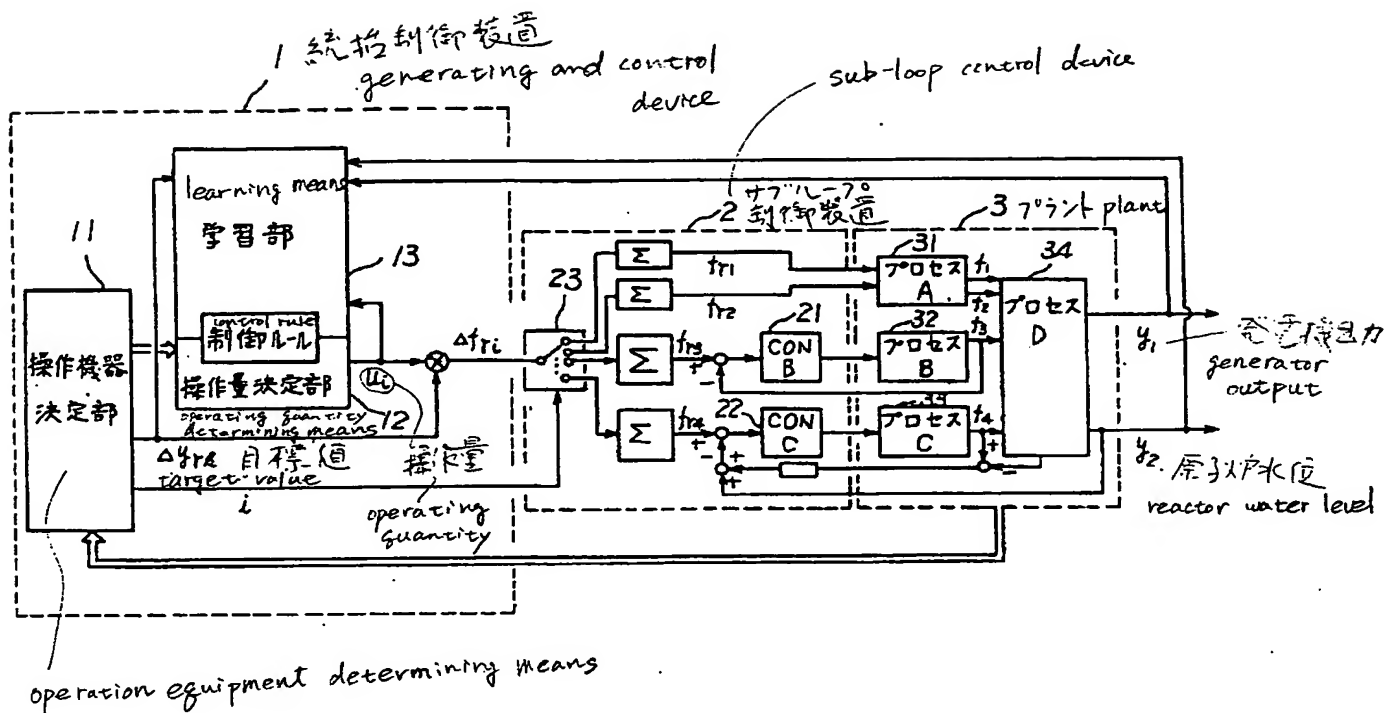 1 統括制御装置
generating and control
device
sub-loop control device
サブループ
2 制御装置
3 プラント plant
11
learning means
学習部
13
control rule
制御ルール
操作量決定部
operating quantity
determining means
12
操作機器
決定部
Δyri 目標値
target value
i
ui
操作量
operating
quantity
Δfri
23
Σ
fr1
Σ
fr2
Σ
fr3
+
-
21
CON
B
Σ
fr4
+
-
22
CON
C
+
+
31
プロセス
A
f1
f2
32
プロセス
B
f3
プロセス
C
f4
+
-
34
プロセス
D
y1
発電機出力
generator
output
y2
原子炉水位
reactor water level
operation equipment determining means